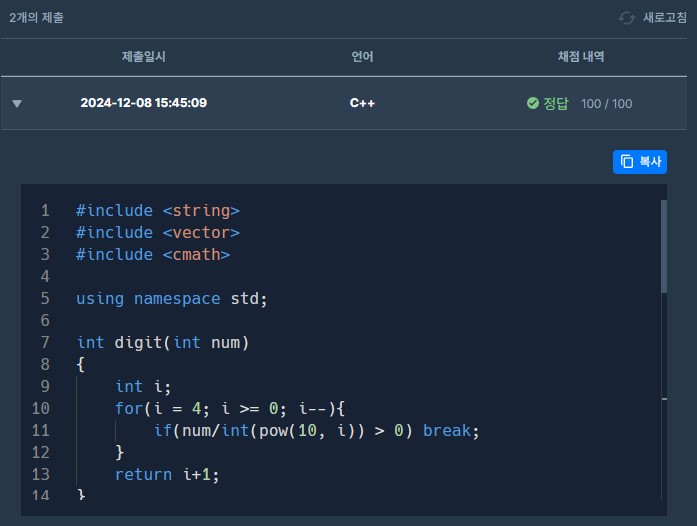 2개의 제출
새로고침
제출일시 언어 채점 내역
2024-12-08 15:45:09 C++ 정답 100 / 100
복사
1 #include <string>
2 #include <vector>
3 #include <cmath>
4
5 using namespace std;
6
7 int digit(int num)
8 {
9     int i;
10     for(i = 4; i >= 0; i--){
11         if(num/int(pow(10, i)) > 0) break;
12     }
13     return i+1;
14 }